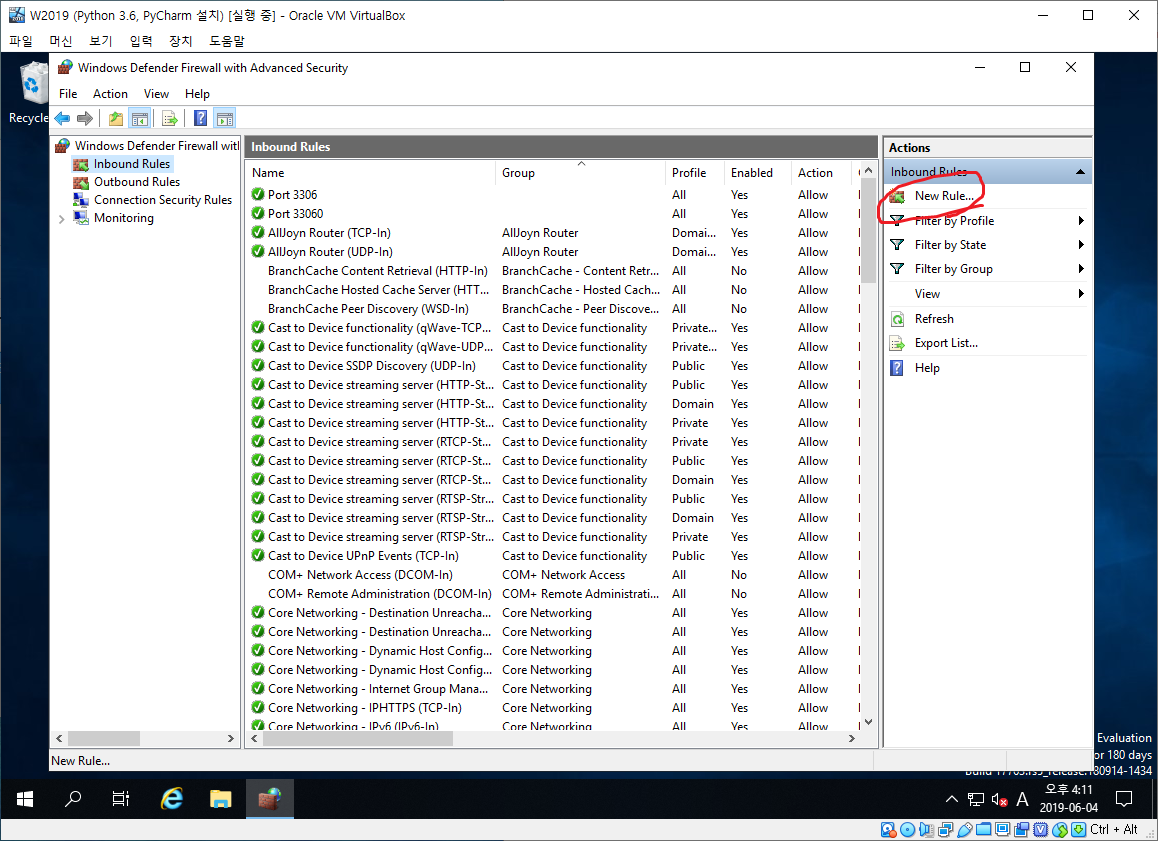 W2019 (Python 3.6, PyCharm 설치) [실행 중] - Oracle VM VirtualBox
파일 머신 보기 입력 장치 도움말
Recycle
Windows Defender Firewall with Advanced Security
File Action View Help
Windows Defender Firewall wit
Inbound Rules
Outbound Rules
Connection Security Rules
Monitoring
Inbound Rules
Name Group Profile Enabled Action
Port 3306 All Yes Allow
Port 33060 All Yes Allow
AllJoyn Router (TCP-In) AllJoyn Router Domai... Yes Allow
AllJoyn Router (UDP-In) AllJoyn Router Domai... Yes Allow
BranchCache Content Retrieval (HTTP-In) BranchCache - Content Retr... All No Allow
BranchCache Hosted Cache Server (HTT... BranchCache - Hosted Cach... All No Allow
BranchCache Peer Discovery (WSD-In) BranchCache - Peer Discove... All No Allow
Cast to Device functionality (qWave-TCP... Cast to Device functionality Private... Yes Allow
Cast to Device functionality (qWave-UDP... Cast to Device functionality Private... Yes Allow
Cast to Device SSDP Discovery (UDP-In) Cast to Device functionality Public Yes Allow
Cast to Device streaming server (HTTP-St... Cast to Device functionality Public Yes Allow
Cast to Device streaming server (HTTP-St... Cast to Device functionality Domain Yes Allow
Cast to Device streaming server (HTTP-St... Cast to Device functionality Private Yes Allow
Cast to Device streaming server (RTCP-St... Cast to Device functionality Private Yes Allow
Cast to Device streaming server (RTCP-St... Cast to Device functionality Public Yes Allow
Cast to Device streaming server (RTCP-St... Cast to Device functionality Domain Yes Allow
Cast to Device streaming server (RTSP-Str... Cast to Device functionality Public Yes Allow
Cast to Device streaming server (RTSP-Str... Cast to Device functionality Domain Yes Allow
Cast to Device streaming server (RTSP-Str... Cast to Device functionality Private Yes Allow
Cast to Device UPnP Events (TCP-In) Cast to Device functionality Public Yes Allow
COM+ Network Access (DCOM-In) COM+ Network Access All No Allow
COM+ Remote Administration (DCOM-In) COM+ Remote Administrati... All No Allow
Core Networking - Destination Unreacha... Core Networking All Yes Allow
Core Networking - Destination Unreacha... Core Networking All Yes Allow
Core Networking - Dynamic Host Config... Core Networking All Yes Allow
Core Networking - Dynamic Host Config... Core Networking All Yes Allow
Core Networking - Internet Group Mana... Core Networking All Yes Allow
Core Networking - IPHTTPS (TCP-In) Core Networking All Yes Allow
Core Networking - IPv6 (IPv6-In) Core Networking All Yes Allow
Actions
Inbound Rules
New Rule...
Filter by Profile
Filter by State
Filter by Group
View
Refresh
Export List...
Help
New Rule...
Evaluation
or 180 days
Build 17763.rs5_release.180914-1434
A
오후 4:11
2019-06-04
Ctrl + Alt